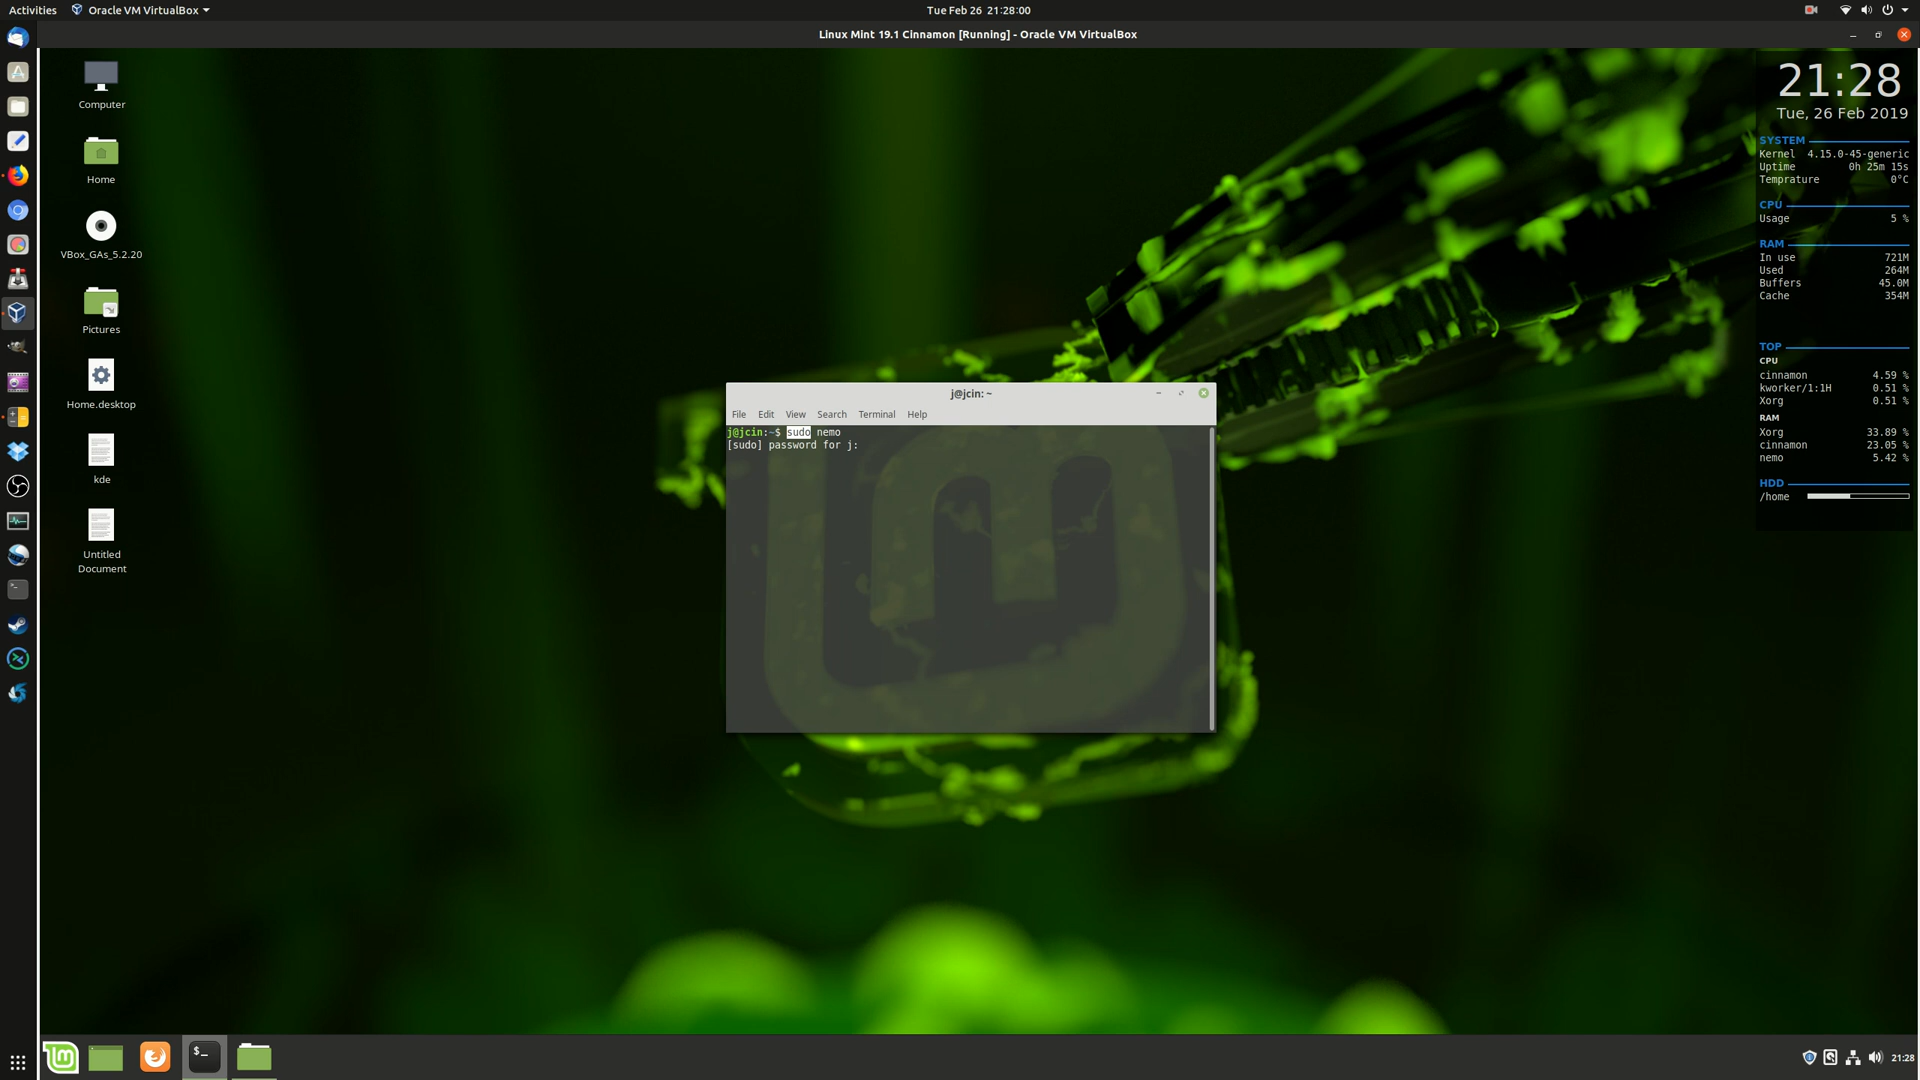 Activities
Oracle VM VirtualBox
Tue Feb 26 21:28:00
Linux Mint 19.1 Cinnamon [Running] - Oracle VM VirtualBox
Computer
Home
VBox_GAs_5.2.20
Pictures
Home.desktop
kde
Untitled
Document
j@jcin: ~
File Edit View Search Terminal Help
j@jcin:~$ sudo nemo
[sudo] password for j:
21:28
Tue, 26 Feb 2019
SYSTEM
Kernel 4.15.0-45-generic
Uptime 0h 25m 15s
Temprature 0°C
CPU
Usage 5 %
RAM
In use 721M
Used 264M
Buffers 45.0M
Cache 354M
TOP
CPU
cinnamon 4.59 %
kworker/1:1H 0.51 %
Xorg 0.51 %
RAM
Xorg 33.89 %
cinnamon 23.05 %
nemo 5.42 %
HDD
/home
$_
21:28